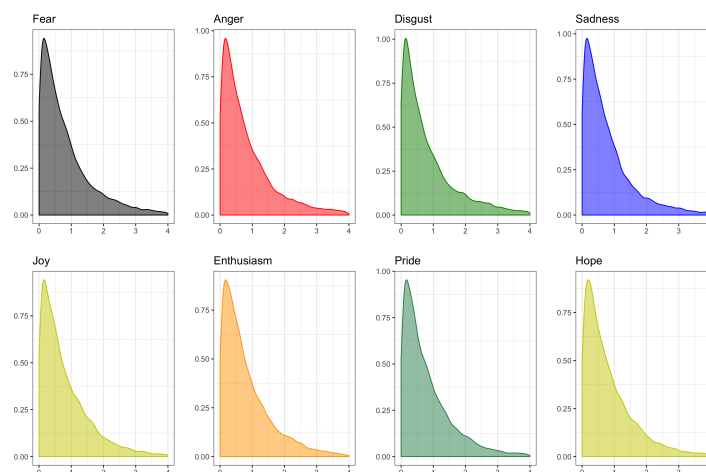 Fear Anger Disgust Sadness
1.00 1.00 1.00
0.75 0.75 0.75 0.75
0.50 0.50 0.50 0.50
0.25 0.25 0.25 0.25
0.00 0.00 0.00 0.00
0 1 2 3 4 0 1 2 3 4 0 1 2 3 4 0 1 2 3
Joy Enthusiasm Pride Hope
1.00
0.75 0.75 0.75 0.75
0.50 0.50 0.50 0.50
0.25 0.25 0.25 0.25
0.00 0.00 0.00 0.00